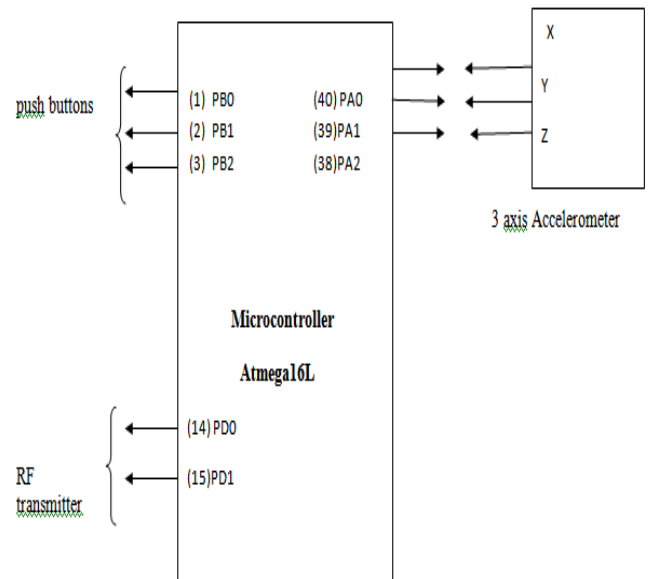 push buttons
(1) PB0
(2) PB1
(3) PB2
(40) PA0
(39) PA1
(38) PA2
X
Y
Z
3 axis Accelerometer
Microcontroller
Atmega16L
(14) PD0
(15)PD1
RF
transmitter